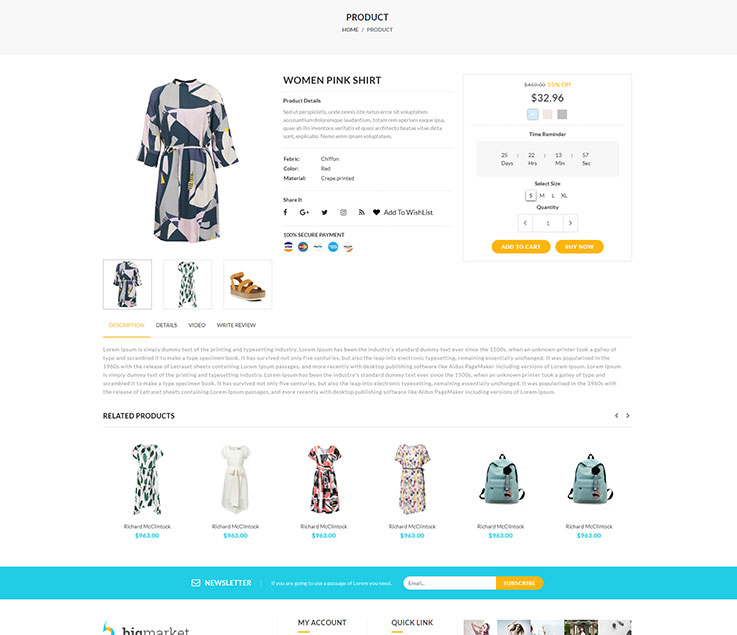 PRODUCT
HOME / PRODUCT
WOMEN PINK SHIRT
Product Details
Sed ut perspiciatis, unde omnis iste natus error sit voluptatem
accusantium doloremque laudantium, totam rem aperiam eaque ipsa,
quae ab illo inventore veritatis et quasi architecto beatae vitae dicta
sunt, explicabo. Nemo enim ipsam voluptatem.
Febric: Chiffon
Color: Red
Material: Crepe printed
Share It
Add To WishList
100% SECURE PAYMENT
$469.00 55% Off
$32.96
Time Reminder
25 : 22 : 13 : 57
Days Hrs Min Sec
Select Size
S M L XL
Quantity
< 1 >
ADD TO CART BUY NOW
DESCRIPTION DETAILS VIDEO WRITE REVIEW
Lorem Ipsum is simply dummy text of the printing and typesetting industry. Lorem Ipsum has been the industry's standard dummy text ever since the 1500s, when an unknown printer took a galley of
type and scrambled it to make a type specimen book. It has survived not only five centuries, but also the leap into electronic typesetting, remaining essentially unchanged. It was popularised in the
1960s with the release of Letraset sheets containing Lorem Ipsum passages, and more recently with desktop publishing software like Aldus PageMaker including versions of Lorem Ipsum. Lorem Ipsum
is simply dummy text of the printing and typesetting industry. Lorem Ipsum has been the industry's standard dummy text ever since the 1500s, when an unknown printer took a galley of type and
scrambled it to make a type specimen book. It has survived not only five centuries, but also the leap into electronic typesetting, remaining essentially unchanged. It was popularised in the 1960s with
the release of Letraset sheets containing Lorem Ipsum passages, and more recently with desktop publishing software like Aldus PageMaker including versions of Lorem Ipsum.
RELATED PRODUCTS
Richard McClintock Richard McClintock Richard McClintock Richard McClintock Richard McClintock Richard McClintock
$963.00 $963.00 $963.00 $963.00 $963.00 $963.00
NEWSLETTER If you are going to use a passage of Lorem you need. Email... SUBSCRIBE
bigmarket MY ACCOUNT QUICK LINK